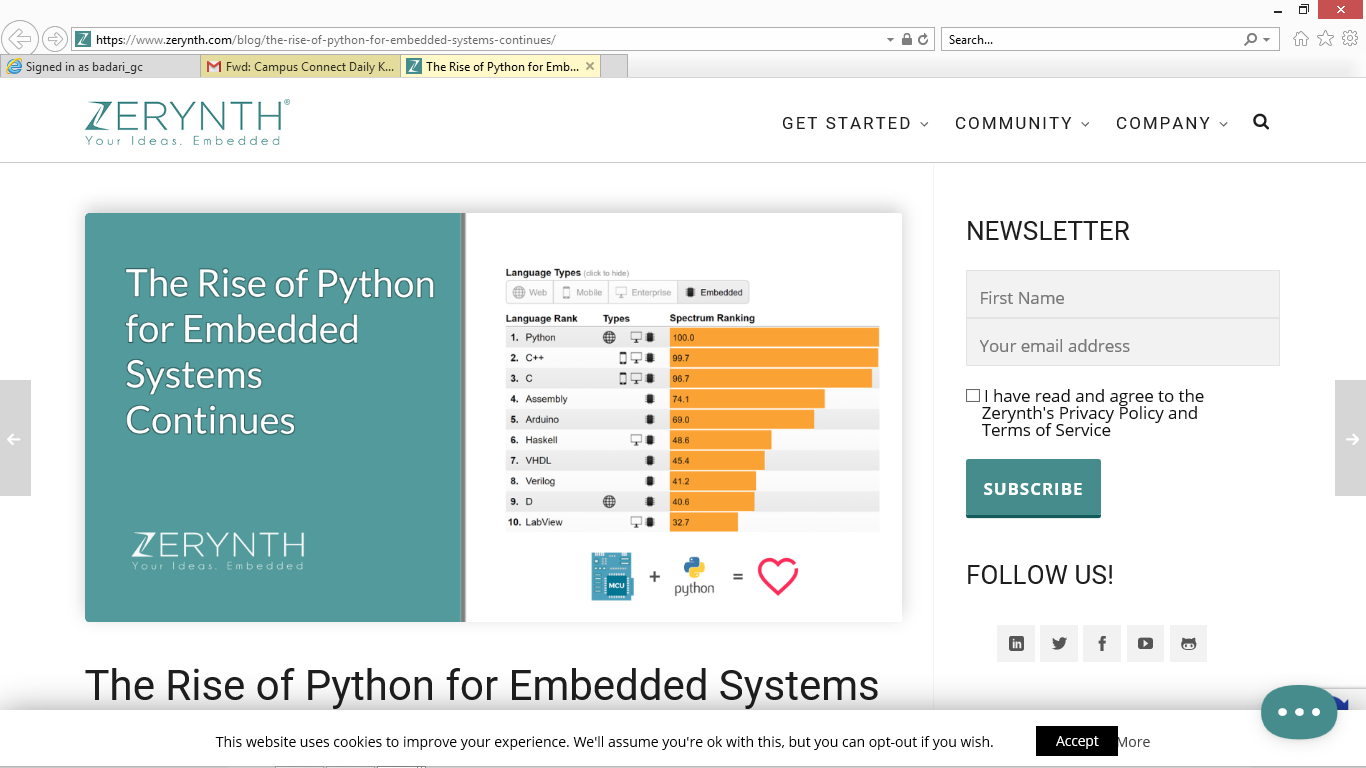 https://www.zerynth.com/blog/the-rise-of-python-for-embedded-systems-continues/
Search...
Signed in as badari_gc
Fwd: Campus Connect Daily K...
The Rise of Python for Emb...
ZERYNTH®
Your Ideas. Embedded
GET STARTED
COMMUNITY
COMPANY
The Rise of Python
for Embedded
Systems
Continues
ZERYNTH
Your Ideas. Embedded
Language Types (click to hide)
Web Mobile Enterprise Embedded
Language Rank Types Spectrum Ranking
1. Python 100.0
2. C++ 99.7
3. C 96.7
4. Assembly 74.1
5. Arduino 69.0
6. Haskell 48.6
7. VHDL 45.4
8. Verilog 41.2
9. D 40.6
10. LabView 32.7
MCU + python =
The Rise of Python for Embedded Systems
NEWSLETTER
First Name
Your email address
I have read and agree to the
Zerynth's Privacy Policy and
Terms of Service
SUBSCRIBE
FOLLOW US!
This website uses cookies to improve your experience. We'll assume you're ok with this, but you can opt-out if you wish.
Accept
More